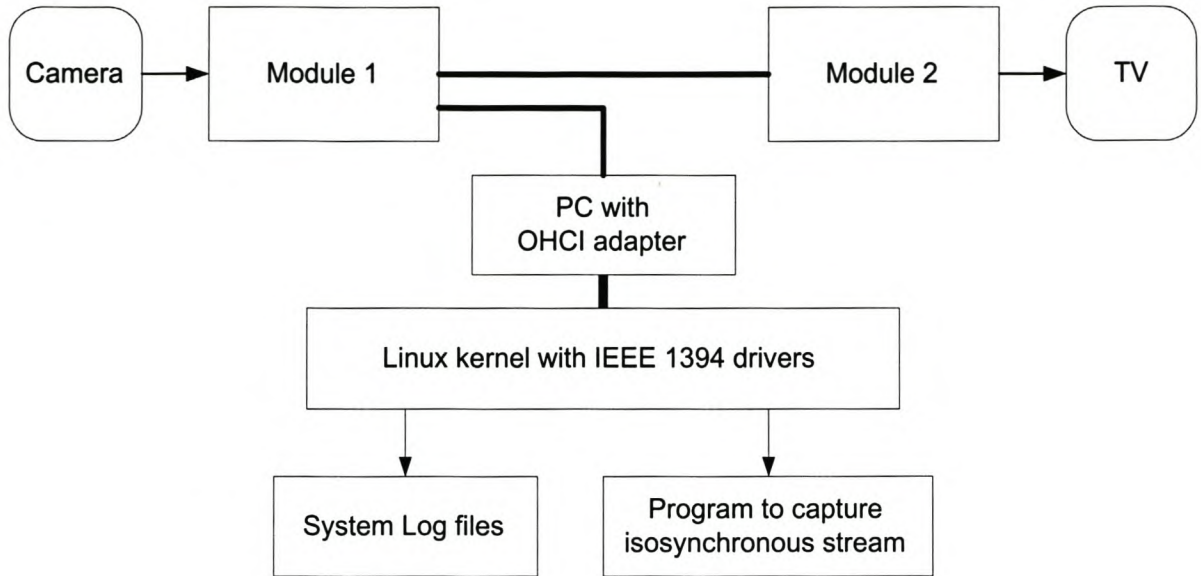 Camera
Module 1
Module 2
TV
PC with
OHCI adapter
Linux kernel with IEEE 1394 drivers
System Log files
Program to capture
isosynchronous stream